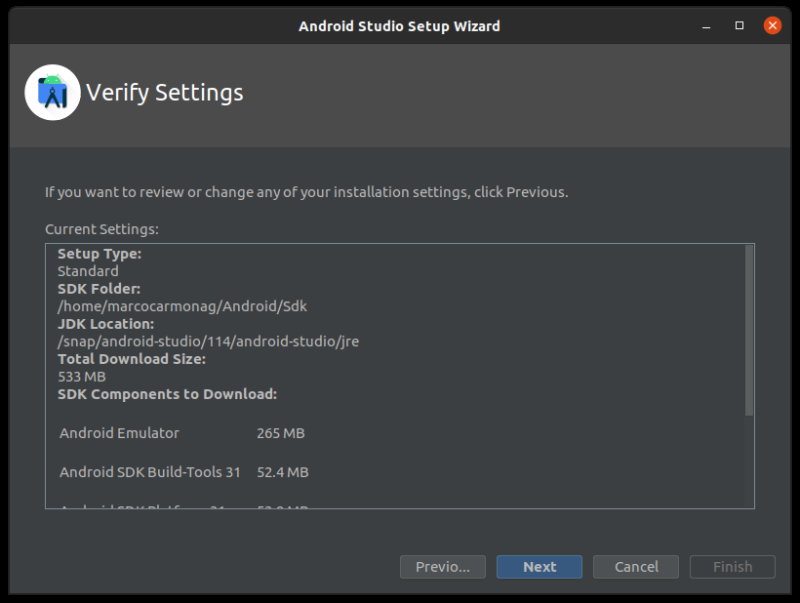 Android Studio Setup Wizard
Verify Settings
If you want to review or change any of your installation settings, click Previous.
Current Settings:
Setup Type:
Standard
SDK Folder:
/home/marcocarmonag/Android/Sdk
JDK Location:
/snap/android-studio/114/android-studio/jre
Total Download Size:
533 MB
SDK Components to Download:
Android Emulator 265 MB
Android SDK Build-Tools 31 52.4 MB
Previo... Next Cancel Finish